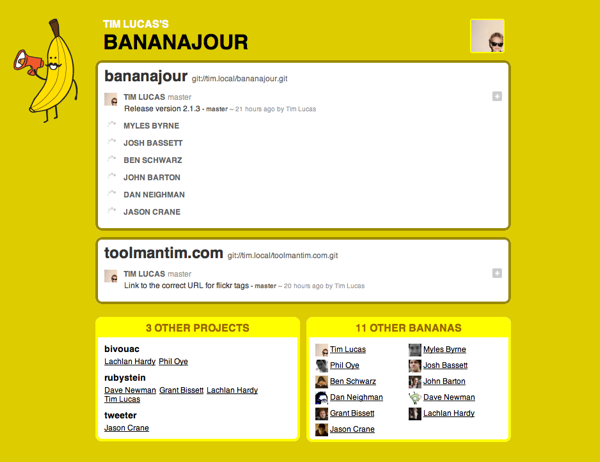 TIM LUCAS'S
BANANAJOUR
bananajour git://tim.local/bananajour.git
TIM LUCAS master
Release version 2.1.3 - master – 21 hours ago by Tim Lucas
MYLES BYRNE
JOSH BASSETT
BEN SCHWARZ
JOHN BARTON
DAN NEIGHMAN
JASON CRANE
toolmantim.com git://tim.local/toolmantim.com.git
TIM LUCAS master
Link to the correct URL for flickr tags - master – 20 hours ago by Tim Lucas
3 OTHER PROJECTS
bivouac
Lachlan Hardy Phil Oye
rubystein
Dave Newman Grant Bissett Lachlan Hardy
Tim Lucas
tweeter
Jason Crane
11 OTHER BANANAS
Tim Lucas Myles Byrne
Phil Oye Josh Bassett
Ben Schwarz John Barton
Dan Neighman Dave Newman
Grant Bissett Lachlan Hardy
Jason Crane